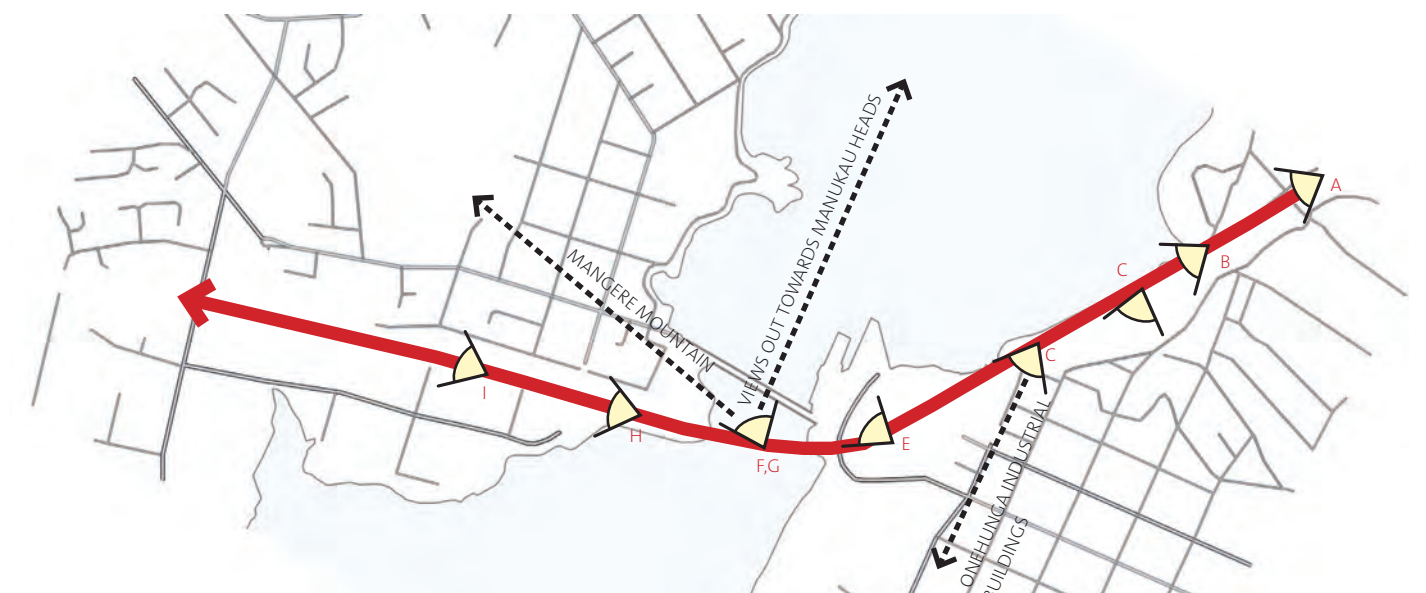 VIEWS OUT TOWARDS MANUKAU HEADS
MANGERE MOUNTAIN
A
B
C
C
E
F,G
H
I
ONEHUNGA INDUSTRIAL
BUILDINGS